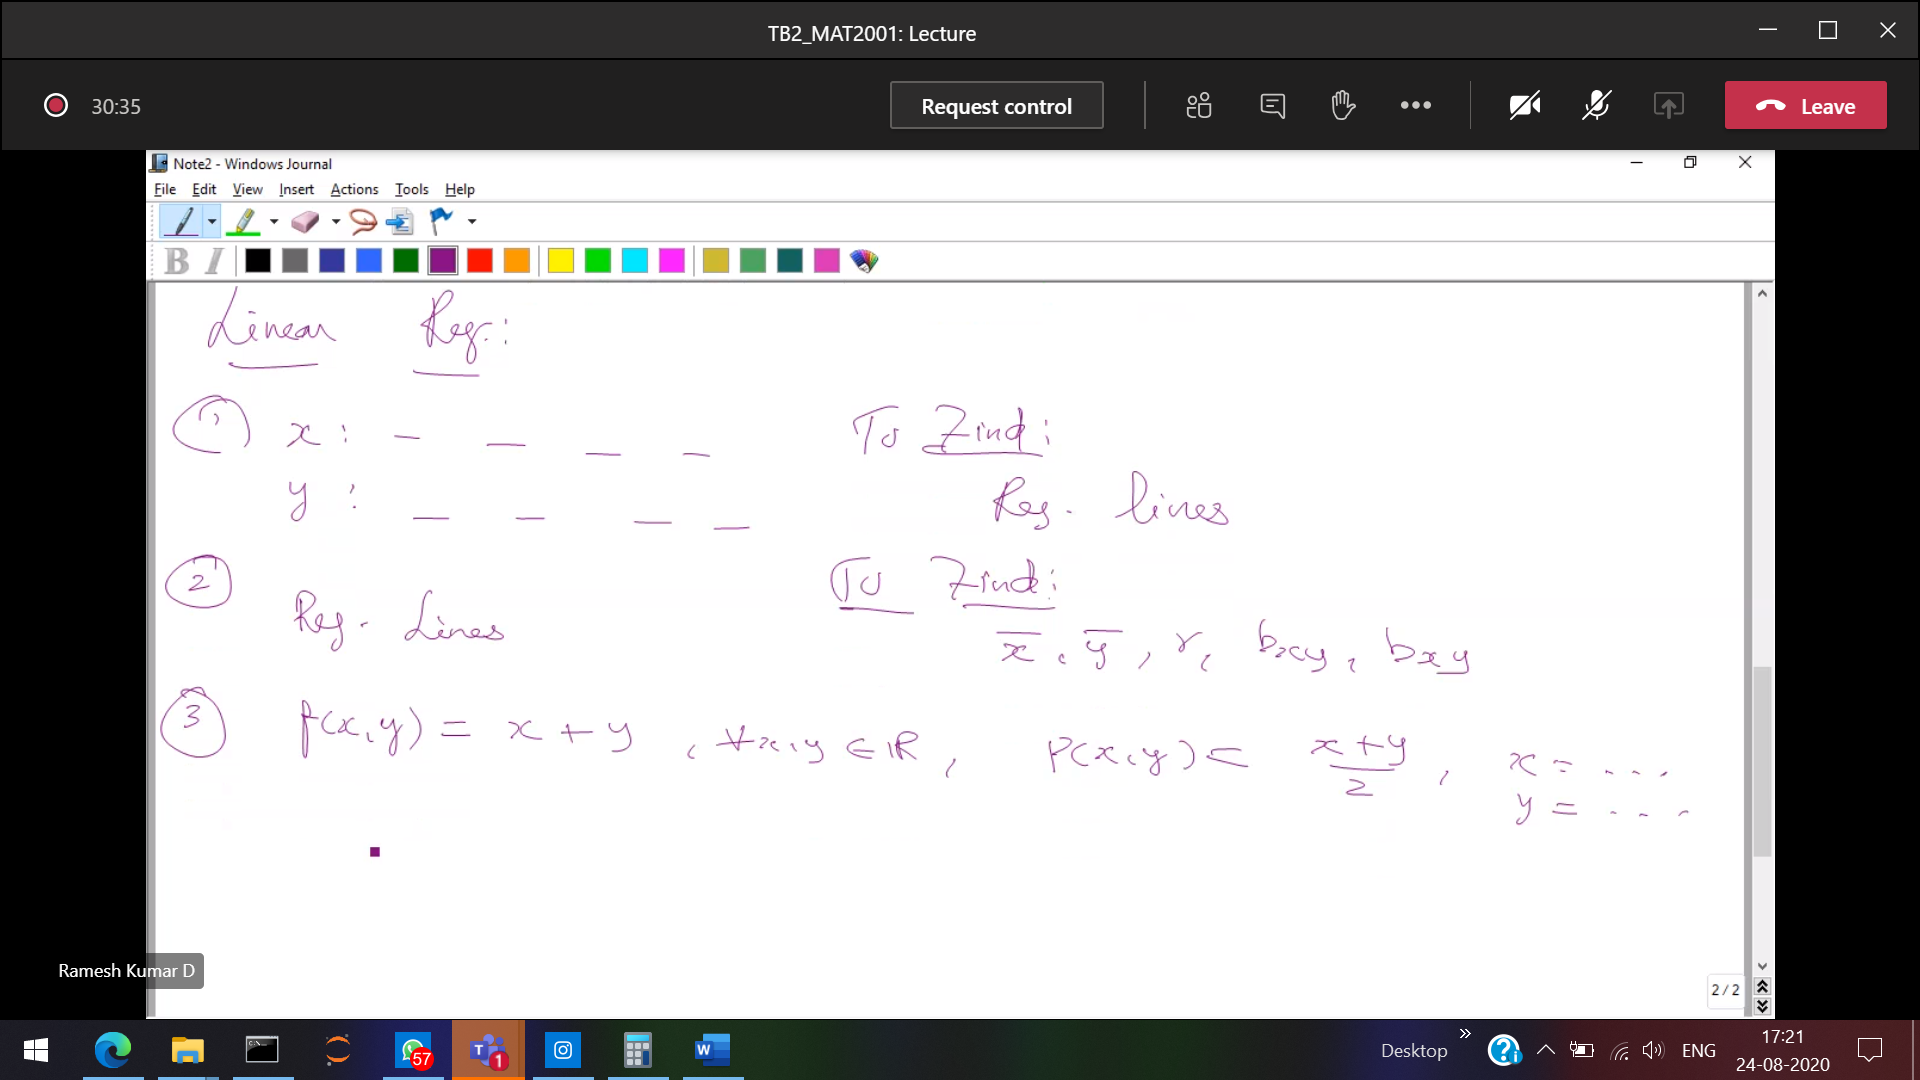 TB2_MAT2001: Lecture
30:35
Request control
Leave
Note2 - Windows Journal
File Edit View Insert Actions Tools Help
B I
Linear Reg.:
1 x : – – – – To Find :
y : – – – – Reg. lines
2 To Find :
Reg. Lines
x̅, y̅, r, bxy, bxy
3 f(x,y) = x + y , ∀x,y ∈ ℝ, P(x,y) = x+y/2 , x = ...
y = ...
Ramesh Kumar D
2 / 2
57
1
Desktop
ENG
17:21
24-08-2020